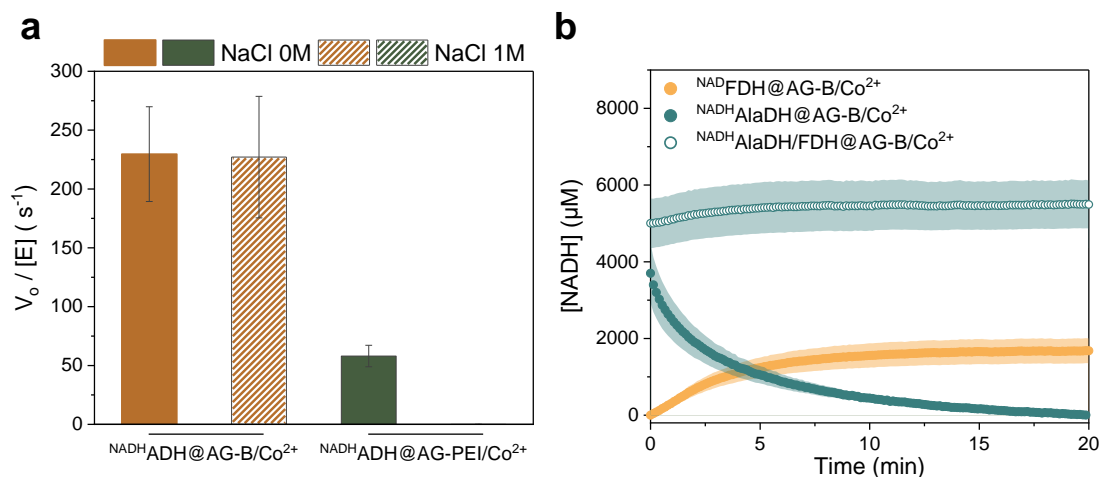 a
NaCl 0M NaCl 1M
300
250
200
150
100
50
0
V₀ / [E] ( s⁻¹)
ᴺᴬᴰᴴADH@AG-B/Co²⁺ ᴺᴬᴰᴴADH@AG-PEI/Co²⁺
b
ᴺᴬᴰFDH@AG-B/Co²⁺
ᴺᴬᴰᴴAlaDH@AG-B/Co²⁺
ᴺᴬᴰᴴAlaDH/FDH@AG-B/Co²⁺
8000
6000
4000
2000
0
[NADH] (µM)
0 5 10 15 20
Time (min)